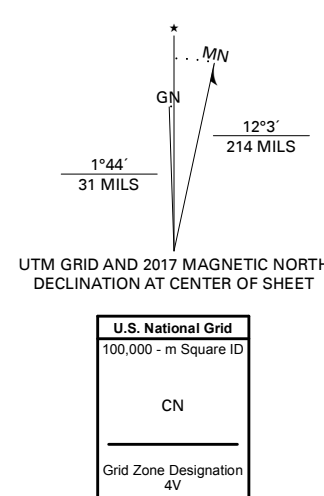 ★
MN
GN
12°3´
214 MILS
1°44´
31 MILS
UTM GRID AND 2017 MAGNETIC NORTH
DECLINATION AT CENTER OF SHEET
U.S. National Grid
100,000 - m Square ID
CN
Grid Zone Designation
4V